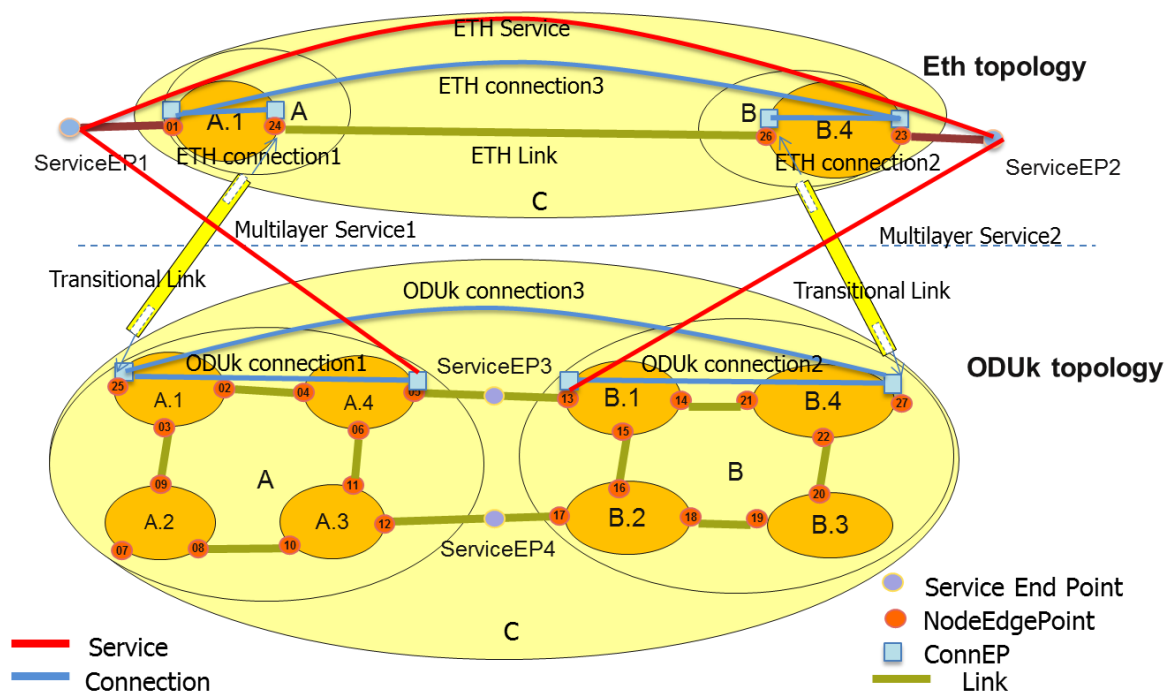 ETH Service
Eth topology
ETH connection3
A
B
01
A.1
24
26
B.4
23
ServiceEP1
ETH connection1
ETH Link
ETH connection2
ServiceEP2
C
Multilayer Service1
Multilayer Service2
Transitional Link
Transitional Link
ODUk connection3
ODUk topology
ODUk connection1
ServiceEP3
ODUk connection2
25
02
04
05
13
14
21
27
A.1
A.4
B.1
B.4
03
06
15
22
A
B
09
11
16
20
A.2
A.3
12
17
B.2
18
19
B.3
07
08
10
ServiceEP4
Service End Point
NodeEdgePoint
C
Service
ConnEP
Connection
Link